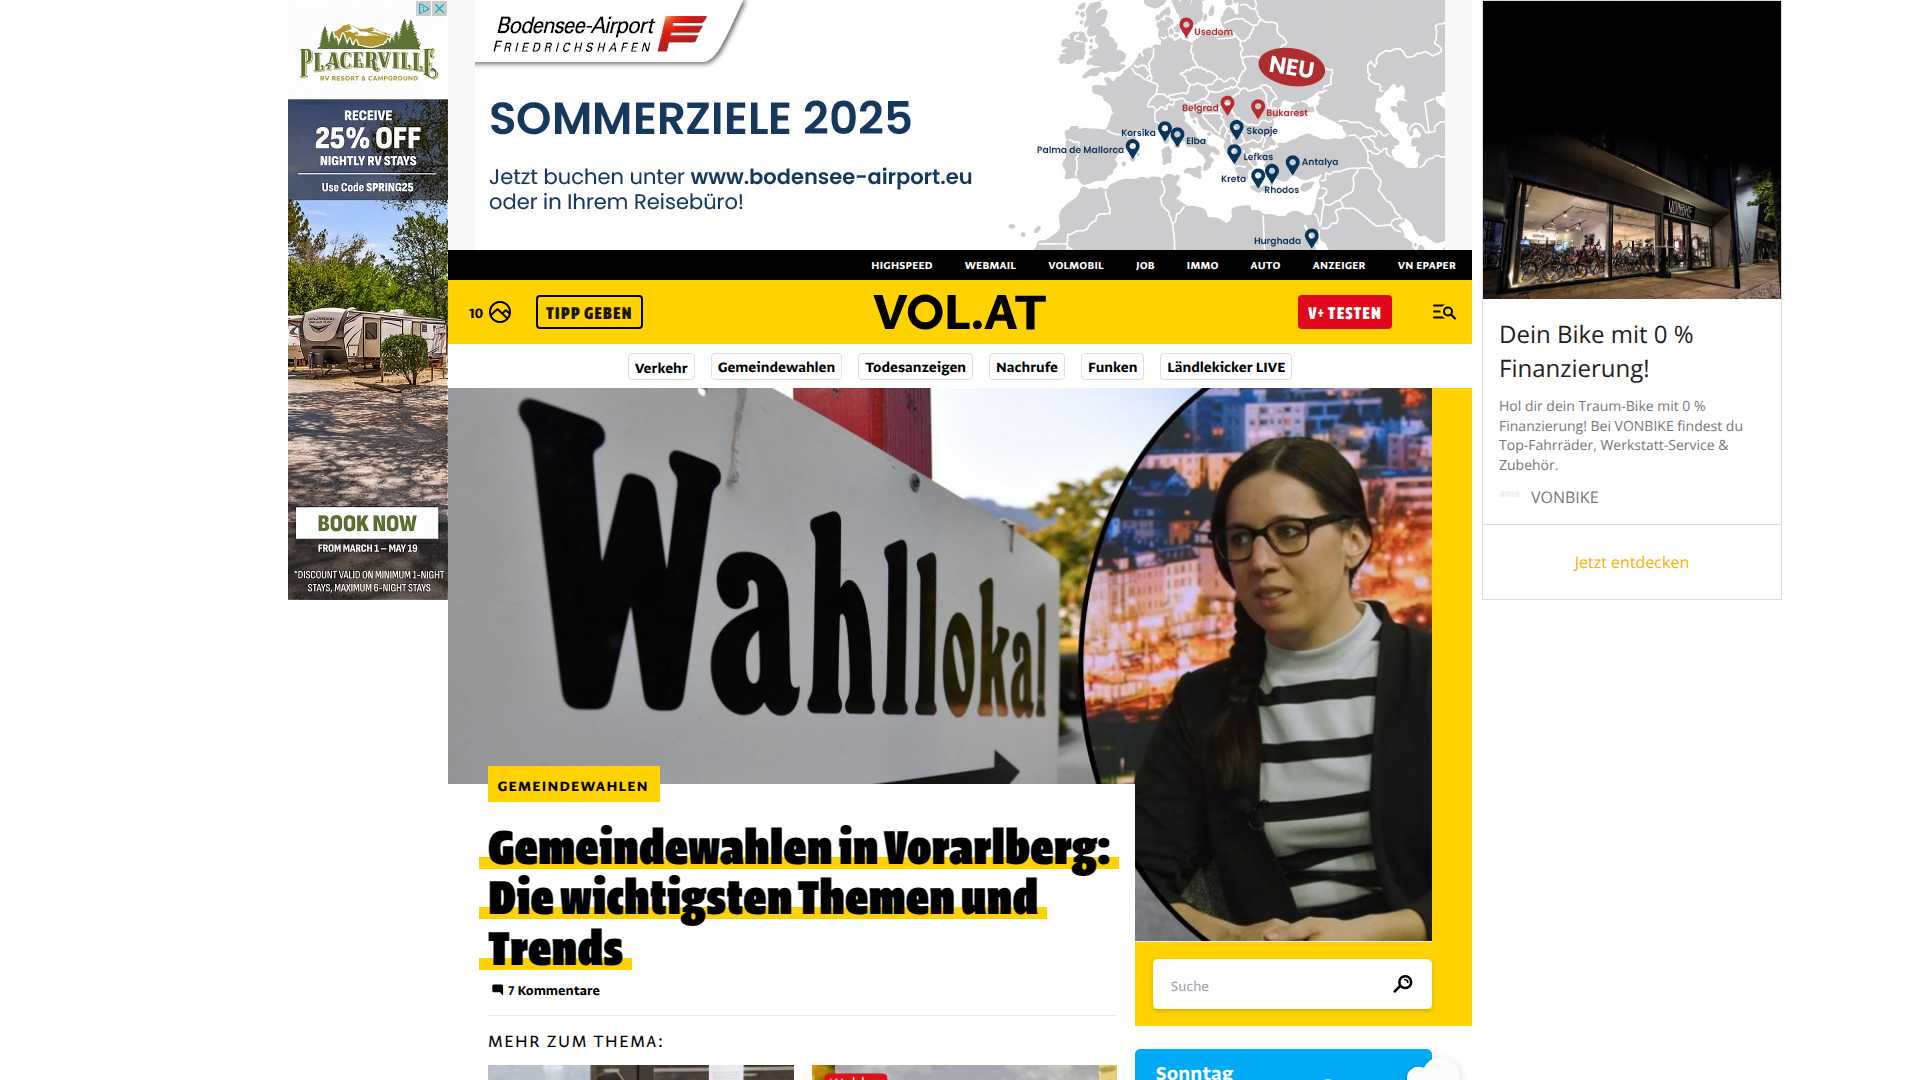 PLACERVILLE
RV RESORT & CAMPGROUND
RECEIVE
25% OFF
NIGHTLY RV STAYS
Use Code SPRING25
BOOK NOW
FROM MARCH 1 – MAY 19
*DISCOUNT VALID ON MINIMUM 1-NIGHT
STAYS, MAXIMUM 6-NIGHT STAYS
Bodensee-Airport
FRIEDRICHSHAFEN
SOMMERZIELE 2025
Jetzt buchen unter www.bodensee-airport.eu
oder in Ihrem Reisebüro!
Usedom
NEU
Belgrad
Bukarest
Korsika
Elba
Skopje
Palma de Mallorca
Lefkas
Antalya
Kreta
Rhodos
Hurghada
HIGHSPEED WEBMAIL VOLMOBIL JOB IMMO AUTO ANZEIGER VN EPAPER
10 TIPP GEBEN VOL.AT V+ TESTEN
Verkehr Gemeindewahlen Todesanzeigen Nachrufe Funken Ländlekicker LIVE
Wahllokal
GEMEINDEWAHLEN
Gemeindewahlen in Vorarlberg:
Die wichtigsten Themen und
Trends
7 Kommentare
MEHR ZUM THEMA:
Suche
Sonntag
VONBIKE
Dein Bike mit 0 %
Finanzierung!
Hol dir dein Traum-Bike mit 0 %
Finanzierung! Bei VONBIKE findest du
Top-Fahrräder, Werkstatt-Service &
Zubehör.
VONBIKE
Jetzt entdecken